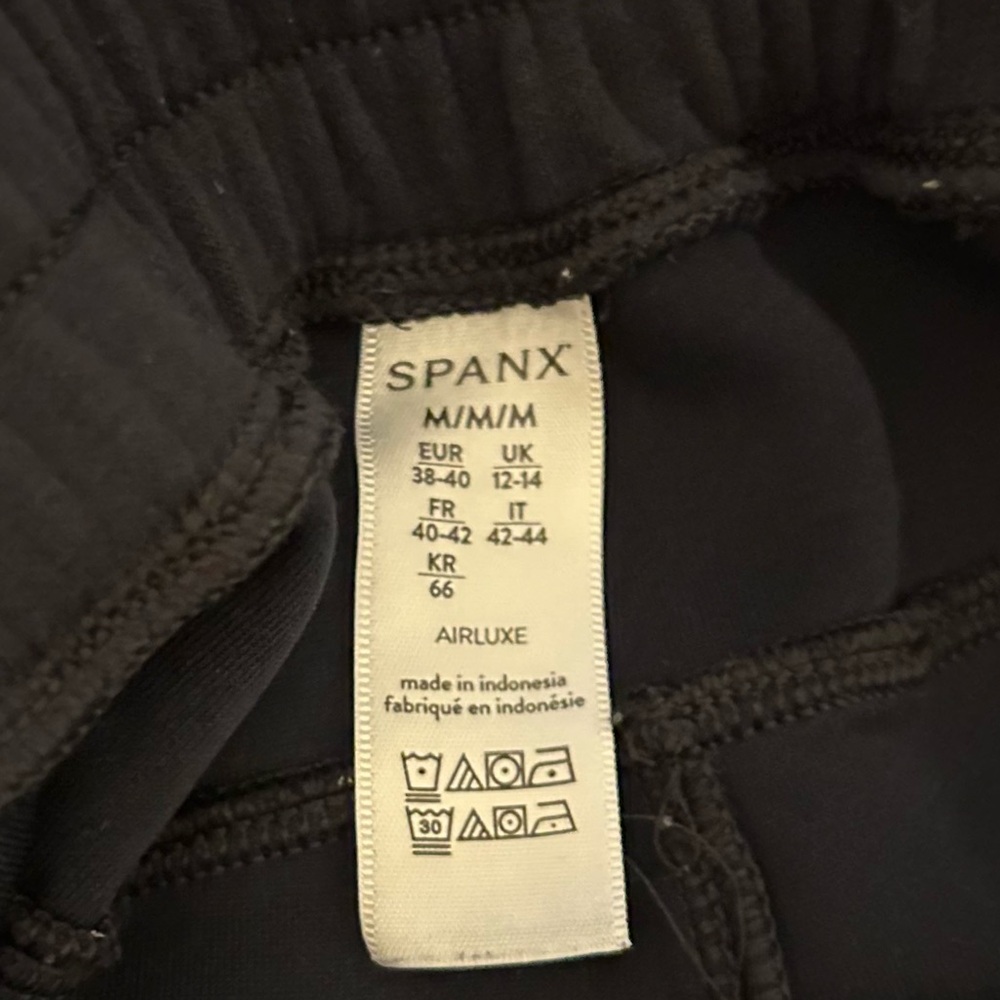 SPANX
M/M/M
EUR UK
38-40 12-14
FR IT
40-42 42-44
KR
66
AIRLUXE
made in indonesia
fabriqué en indonésie
30